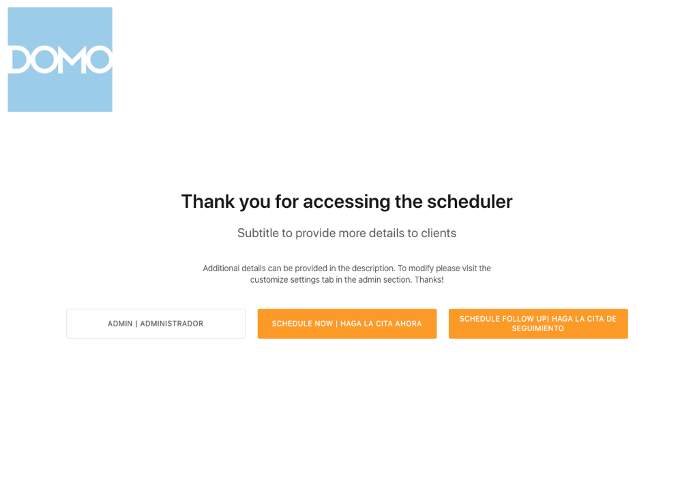 DOMO
Thank you for accessing the scheduler
Subtitle to provide more details to clients
Additional details can be provided in the description. To modify please visit the
customize settings tab in the admin section. Thanks!
ADMIN | ADMINISTRADOR
SCHEDULE NOW | HAGA LA CITA AHORA
SCHEDULE FOLLOW UP| HAGA LA CITA DE
SEGUIMIENTO